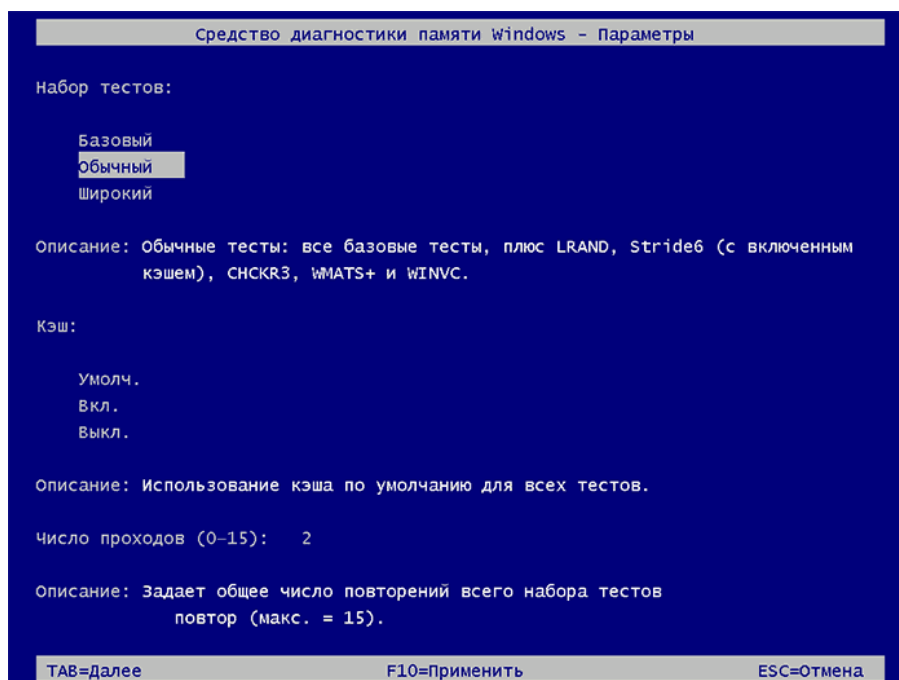 Средство диагностики памяти Windows - Параметры
Набор тестов:
Базовый
Обычный
Широкий
Описание: Обычные тесты: все базовые тесты, плюс LRAND, Stride6 (с включенным
кэшем), CHCKR3, WMATS+ и WINVC.
Кэш:
Умолч.
Вкл.
Выкл.
Описание: Использование кэша по умолчанию для всех тестов.
Число проходов (0–15): 2
Описание: Задает общее число повторений всего набора тестов
повтор (макс. = 15).
TAB=Далее F10=Применить ESC=Отмена